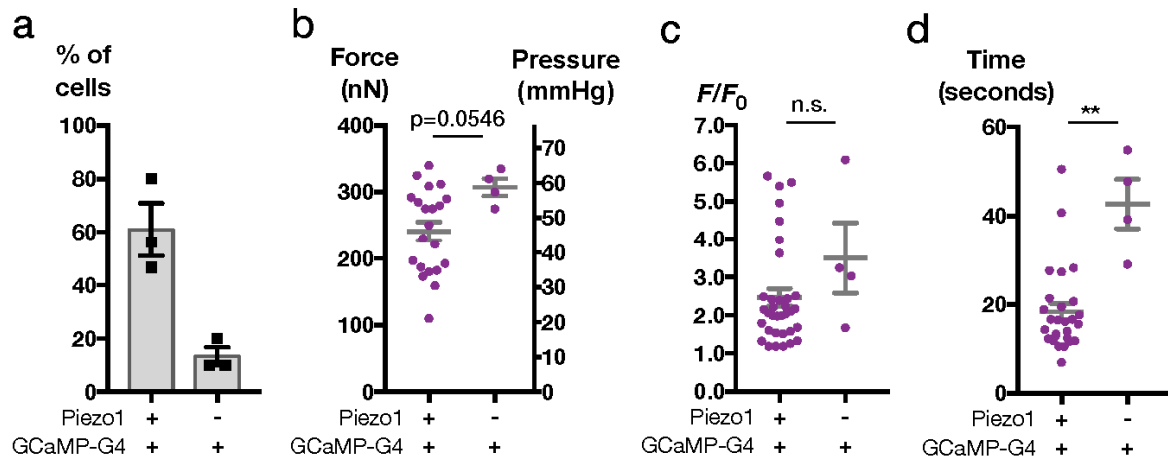 a
% of
cells
100
80
60
40
20
0
Piezo1 + -
GCaMP-G4 + +
b
Force
(nN)
Pressure
(mmHg)
p=0.0546
400
300
200
100
0
70
60
50
40
30
20
10
0
Piezo1 + -
GCaMP-G4 + +
c
F/F0
n.s.
7.0
6.0
5.0
4.0
3.0
2.0
1.0
0.0
Piezo1 + -
GCaMP-G4 + +
d
Time
(seconds)
**
60
40
20
0
Piezo1 + -
GCaMP-G4 + +